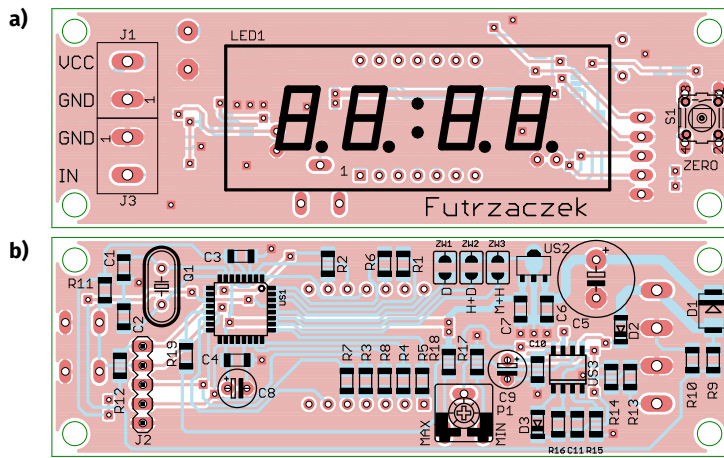 a)
J1
LED1
VCC
GND
1
GND
1
IN
J3
1
S1
ZERO
Futrzaczek
b)
C1
Q1
C3
R2
R6
R1
ZW1
ZW2
ZW3
US2
+
R11
US1
D
H+D
M+H
C7
C6
C5
D1
D2
C2
R19
C4
R12
J2
C8
+
R7
R3
R8
R4
R5
R18
R17
C10
+
C9
US3
P1
MAX
MIN
D3
R16
C11
R15
R14
R13
R10
R9